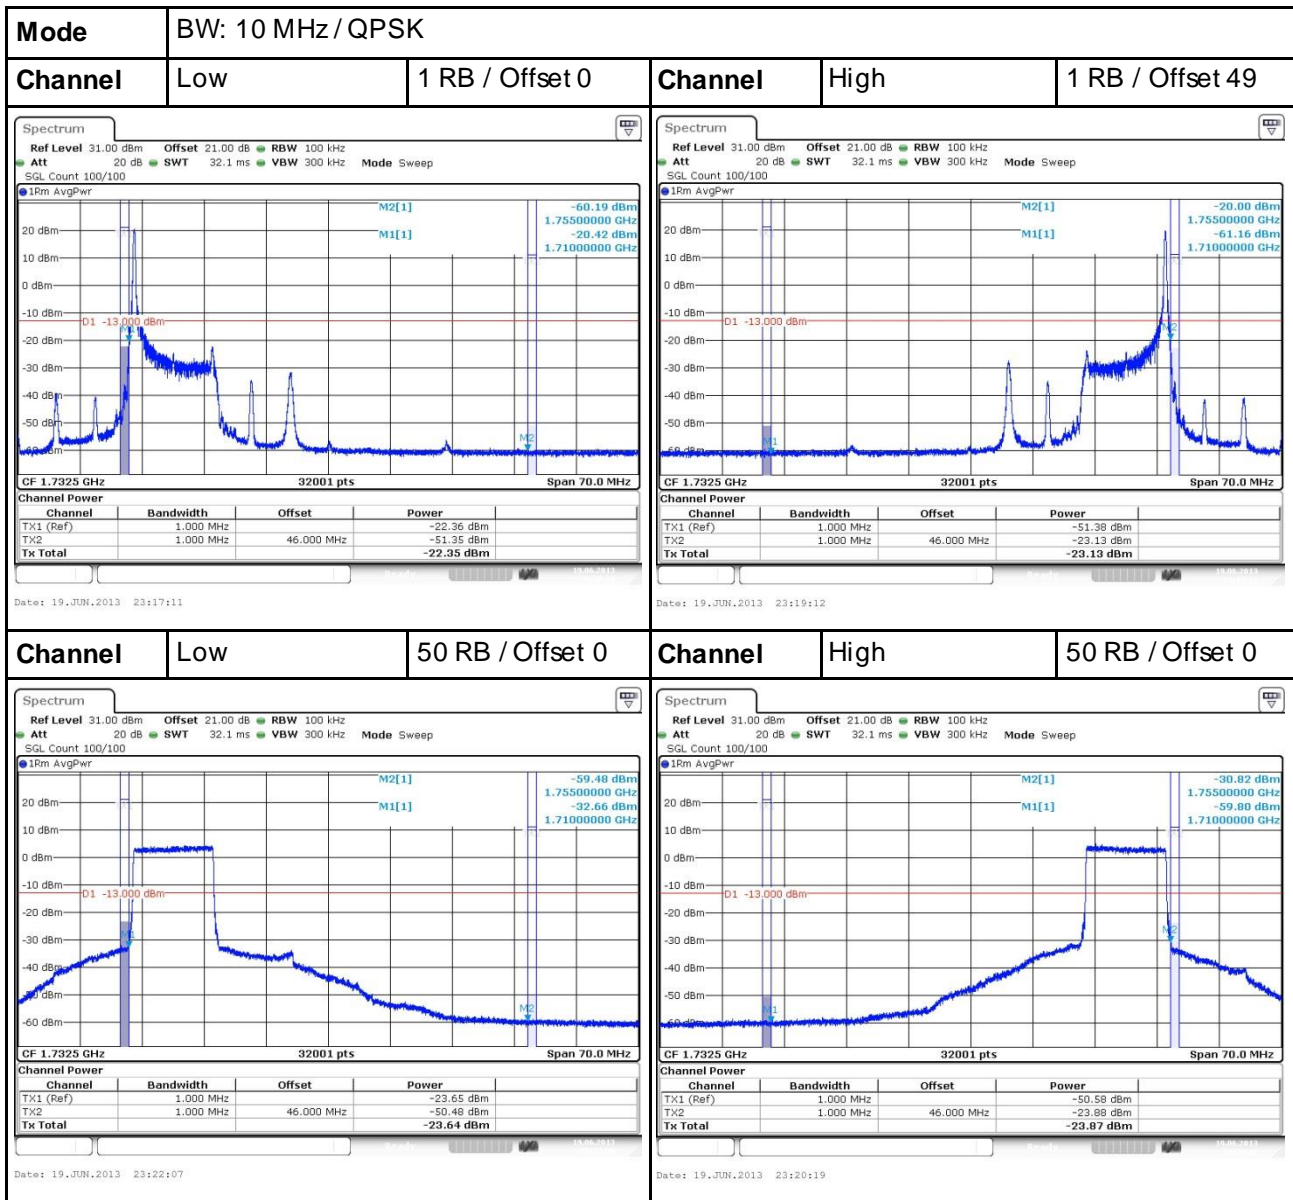 Mode BW: 10 MHz / QPSK
Channel Low 1 RB / Offset 0 Channel High 1 RB / Offset 49
Spectrum
Ref Level 31.00 dBm Offset 21.00 dB RBW 100 kHz
Att 20 dB SWT 32.1 ms VBW 300 kHz Mode Sweep
SGL Count 100/100
1Rm AvgPwr
M2[1] -60.19 dBm
1.75500000 GHz
20 dBm
M1[1] -20.42 dBm
1.71000000 GHz
10 dBm
0 dBm
-10 dBm
D1 -13.000 dBm
M1
-20 dBm
-30 dBm
-40 dBm
-50 dBm
M2
-60 dBm
CF 1.7325 GHz 32001 pts Span 70.0 MHz
Channel Power
Channel Bandwidth Offset Power
TX1 (Ref) 1.000 MHz -22.36 dBm
TX2 1.000 MHz 46.000 MHz -51.35 dBm
Tx Total -22.35 dBm
Date: 19.JUN.2013 23:17:11
Spectrum
Ref Level 31.00 dBm Offset 21.00 dB RBW 100 kHz
Att 20 dB SWT 32.1 ms VBW 300 kHz Mode Sweep
SGL Count 100/100
1Rm AvgPwr
M2[1] -20.00 dBm
1.75500000 GHz
20 dBm
M1[1] -61.16 dBm
1.71000000 GHz
10 dBm
0 dBm
-10 dBm
D1 -13.000 dBm
M2
-20 dBm
-30 dBm
-40 dBm
-50 dBm
M1
-60 dBm
CF 1.7325 GHz 32001 pts Span 70.0 MHz
Channel Power
Channel Bandwidth Offset Power
TX1 (Ref) 1.000 MHz -51.38 dBm
TX2 1.000 MHz 46.000 MHz -23.13 dBm
Tx Total -23.13 dBm
Date: 19.JUN.2013 23:19:12
Channel Low 50 RB / Offset 0 Channel High 50 RB / Offset 0
Spectrum
Ref Level 31.00 dBm Offset 21.00 dB RBW 100 kHz
Att 20 dB SWT 32.1 ms VBW 300 kHz Mode Sweep
SGL Count 100/100
1Rm AvgPwr
M2[1] -59.48 dBm
1.75500000 GHz
20 dBm
M1[1] -32.66 dBm
1.71000000 GHz
10 dBm
0 dBm
-10 dBm
D1 -13.000 dBm
-20 dBm
M1
-30 dBm
-40 dBm
-50 dBm
M2
-60 dBm
CF 1.7325 GHz 32001 pts Span 70.0 MHz
Channel Power
Channel Bandwidth Offset Power
TX1 (Ref) 1.000 MHz -23.65 dBm
TX2 1.000 MHz 46.000 MHz -50.48 dBm
Tx Total -23.64 dBm
Date: 19.JUN.2013 23:22:07
Spectrum
Ref Level 31.00 dBm Offset 21.00 dB RBW 100 kHz
Att 20 dB SWT 32.1 ms VBW 300 kHz Mode Sweep
SGL Count 100/100
1Rm AvgPwr
M2[1] -30.82 dBm
1.75500000 GHz
20 dBm
M1[1] -59.80 dBm
1.71000000 GHz
10 dBm
0 dBm
-10 dBm
D1 -13.000 dBm
-20 dBm
M2
-30 dBm
-40 dBm
-50 dBm
M1
-60 dBm
CF 1.7325 GHz 32001 pts Span 70.0 MHz
Channel Power
Channel Bandwidth Offset Power
TX1 (Ref) 1.000 MHz -50.58 dBm
TX2 1.000 MHz 46.000 MHz -23.88 dBm
Tx Total -23.87 dBm
Date: 19.JUN.2013 23:20:19